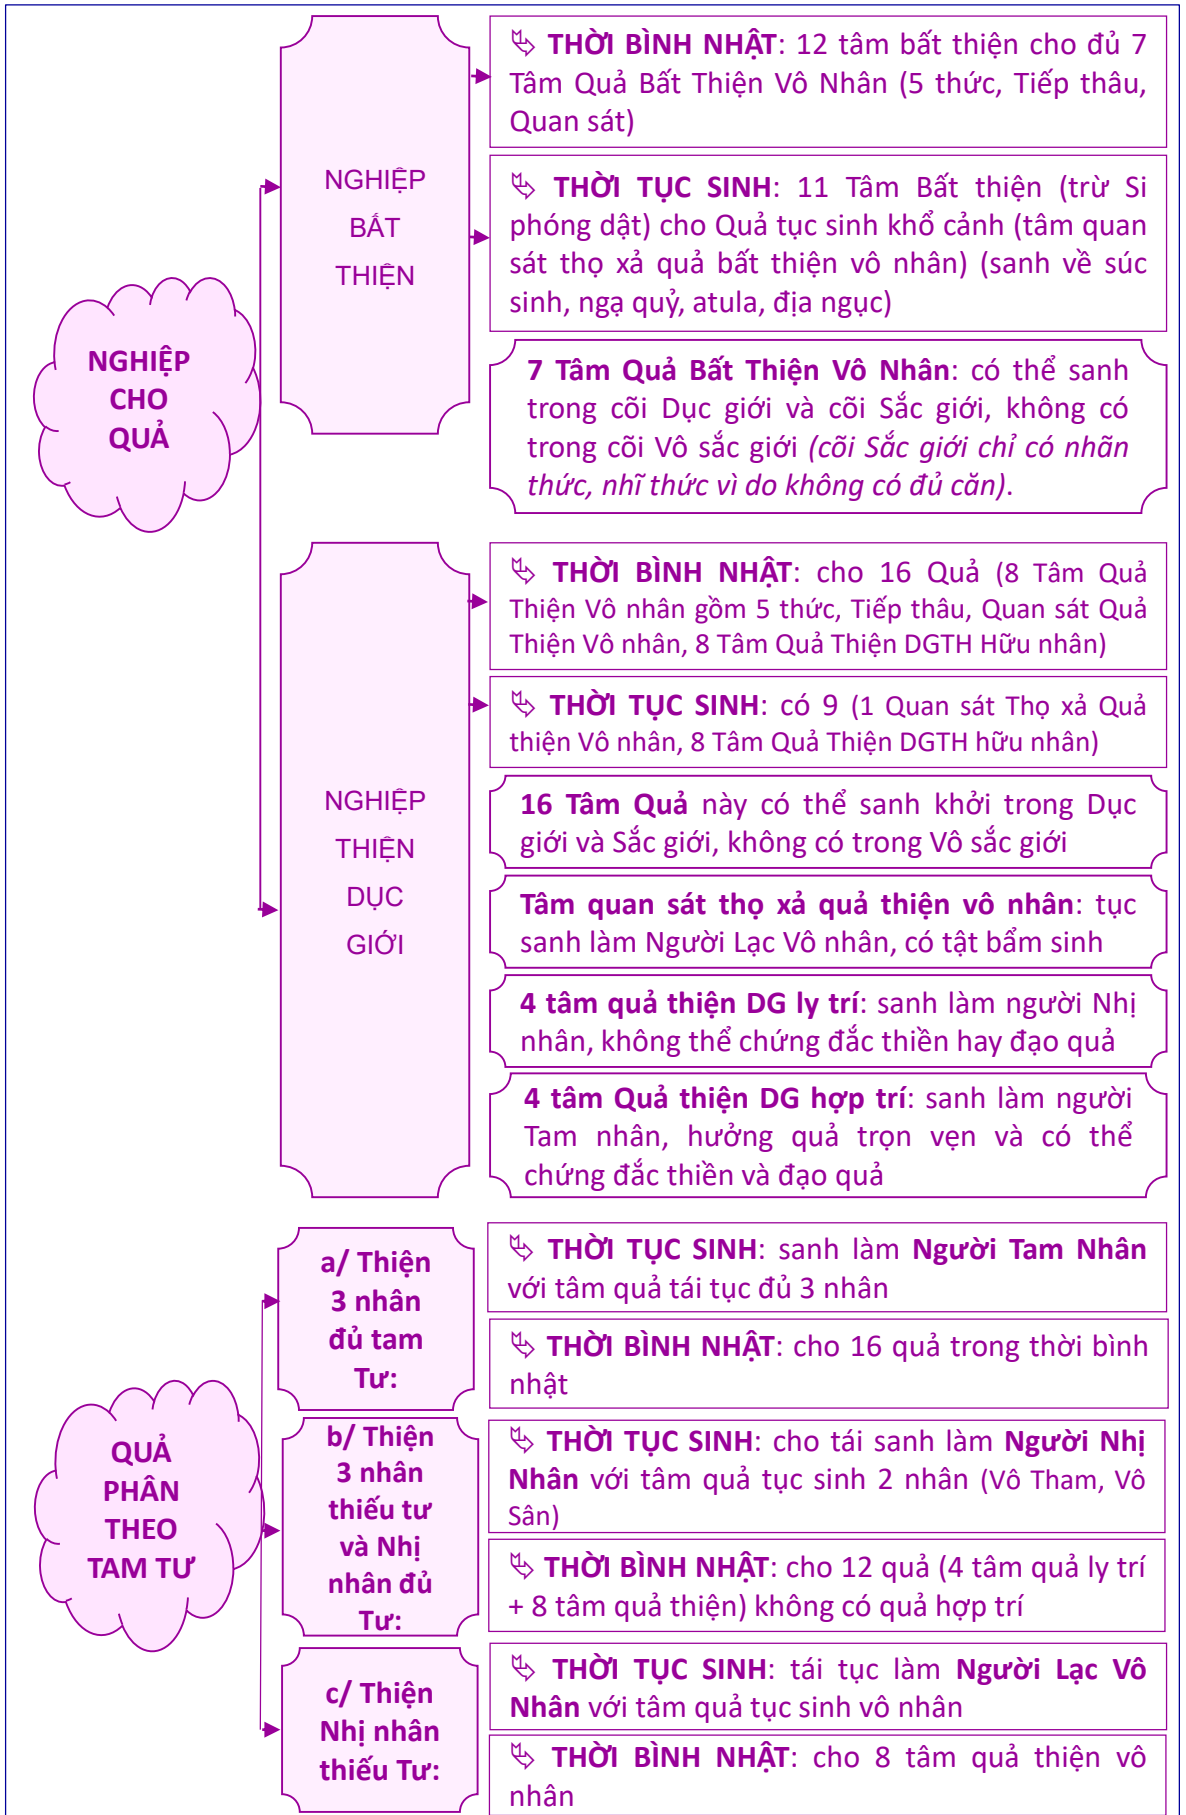 NGHIỆP
CHO
QUẢ
NGHIỆP
BẤT
THIỆN
THỜI BÌNH NHẬT: 12 tâm bất thiện cho đủ 7
Tâm Quả Bất Thiện Vô Nhân (5 thức, Tiếp thâu,
Quan sát)
THỜI TỤC SINH: 11 Tâm Bất thiện (trừ Si
phóng dật) cho Quả tục sinh khổ cảnh (tâm quan
sát thọ xả quả bất thiện vô nhân) (sanh về súc
sinh, ngạ quỷ, atula, địa ngục)
7 Tâm Quả Bất Thiện Vô Nhân: có thể sanh
trong cõi Dục giới và cõi Sắc giới, không có
trong cõi Vô sắc giới (cõi Sắc giới chỉ có nhãn
thức, nhĩ thức vì do không có đủ căn).
NGHIỆP
THIỆN
DỤC
GIỚI
THỜI BÌNH NHẬT: cho 16 Quả (8 Tâm Quả
Thiện Vô nhân gồm 5 thức, Tiếp thâu, Quan sát Quả
Thiện Vô nhân, 8 Tâm Quả Thiện DGTH Hữu nhân)
THỜI TỤC SINH: có 9 (1 Quan sát Thọ xả Quả
thiện Vô nhân, 8 Tâm Quả Thiện DGTH hữu nhân)
16 Tâm Quả này có thể sanh khởi trong Dục
giới và Sắc giới, không có trong Vô sắc giới
Tâm quan sát thọ xả quả thiện vô nhân: tục
sanh làm Người Lạc Vô nhân, có tật bẩm sinh
4 tâm quả thiện DG ly trí: sanh làm người Nhị
nhân, không thể chứng đắc thiền hay đạo quả
4 tâm Quả thiện DG hợp trí: sanh làm người
Tam nhân, hưởng quả trọn vẹn và có thể
chứng đắc thiền và đạo quả
QUẢ
PHÂN
THEO
TAM TƯ
a/ Thiện
3 nhân
đủ tam
Tư:
THỜI TỤC SINH: sanh làm Người Tam Nhân
với tâm quả tái tục đủ 3 nhân
THỜI BÌNH NHẬT: cho 16 quả trong thời bình
nhật
b/ Thiện
3 nhân
thiếu tư
và Nhị
nhân đủ
Tư:
THỜI TỤC SINH: cho tái sanh làm Người Nhị
Nhân với tâm quả tục sinh 2 nhân (Vô Tham, Vô
Sân)
THỜI BÌNH NHẬT: cho 12 quả (4 tâm quả ly trí
+ 8 tâm quả thiện) không có quả hợp trí
c/ Thiện
Nhị nhân
thiếu Tư:
THỜI TỤC SINH: tái tục làm Người Lạc Vô
Nhân với tâm quả tục sinh vô nhân
THỜI BÌNH NHẬT: cho 8 tâm quả thiện vô
nhân